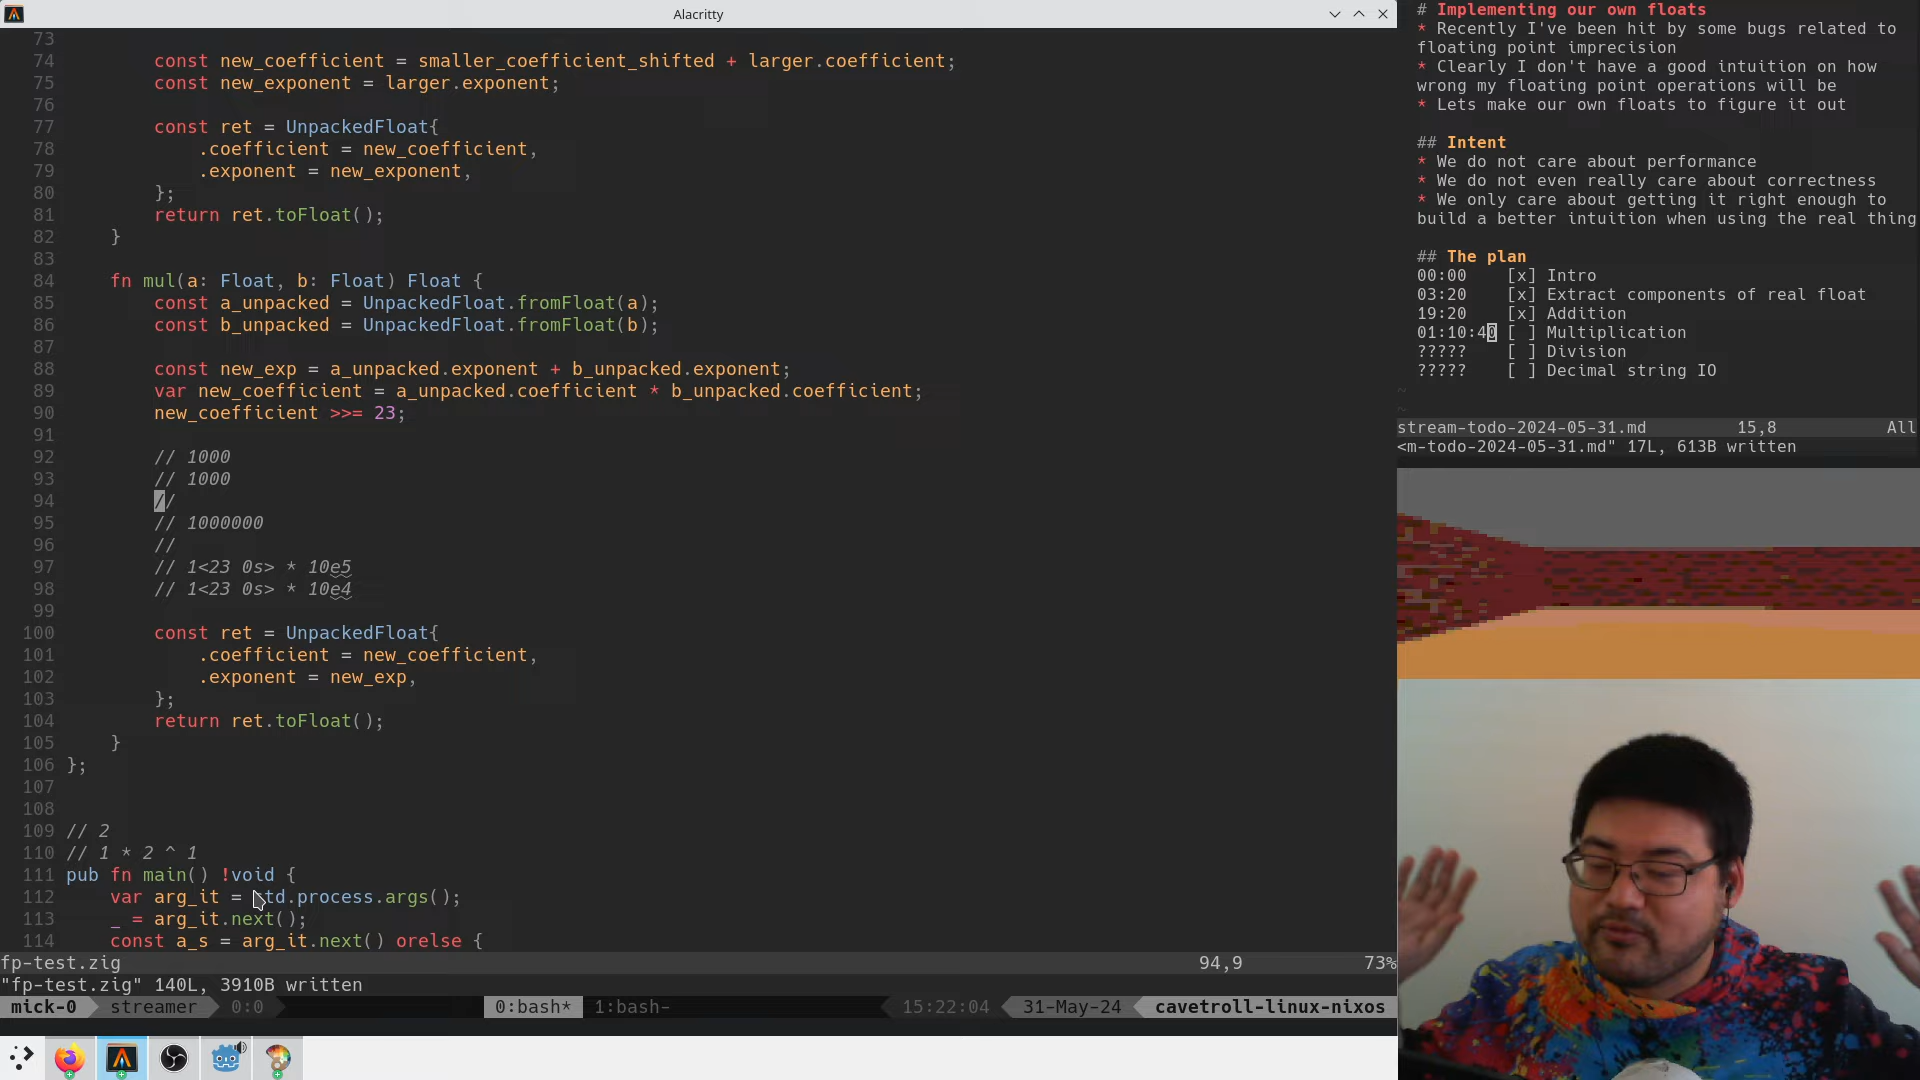 Alacritty
73
74 const new_coefficient = smaller_coefficient_shifted + larger.coefficient;
75 const new_exponent = larger.exponent;
76
77 const ret = UnpackedFloat{
78 .coefficient = new_coefficient,
79 .exponent = new_exponent,
80 };
81 return ret.toFloat();
82 }
83
84 fn mul(a: Float, b: Float) Float {
85 const a_unpacked = UnpackedFloat.fromFloat(a);
86 const b_unpacked = UnpackedFloat.fromFloat(b);
87
88 const new_exp = a_unpacked.exponent + b_unpacked.exponent;
89 var new_coefficient = a_unpacked.coefficient * b_unpacked.coefficient;
90 new_coefficient >>= 23;
91
92 // 1000
93 // 1000
94 //
95 // 1000000
96 //
97 // 1<23 0s> * 10e5
98 // 1<23 0s> * 10e4
99
100 const ret = UnpackedFloat{
101 .coefficient = new_coefficient,
102 .exponent = new_exp,
103 };
104 return ret.toFloat();
105 }
106 };
107
108
109 // 2
110 // 1 * 2 ^ 1
111 pub fn main() !void {
112 var arg_it = std.process.args();
113 _ = arg_it.next();
114 const a_s = arg_it.next() orelse {
fp-test.zig 94,9 73%
"fp-test.zig" 140L, 3910B written
mick-0 streamer 0:0 0:bash* 1:bash- 15:22:04 31-May-24 cavetroll-linux-nixos
# Implementing our own floats
* Recently I've been hit by some bugs related to
floating point imprecision
* Clearly I don't have a good intuition on how
wrong my floating point operations will be
* Lets make our own floats to figure it out
## Intent
* We do not care about performance
* We do not even really care about correctness
* We only care about getting it right enough to
build a better intuition when using the real thing
## The plan
00:00 [x] Intro
03:20 [x] Extract components of real float
19:20 [x] Addition
01:10:40 [ ] Multiplication
????? [ ] Division
????? [ ] Decimal string IO
~
~
stream-todo-2024-05-31.md 15,8 All
<m-todo-2024-05-31.md" 17L, 613B written